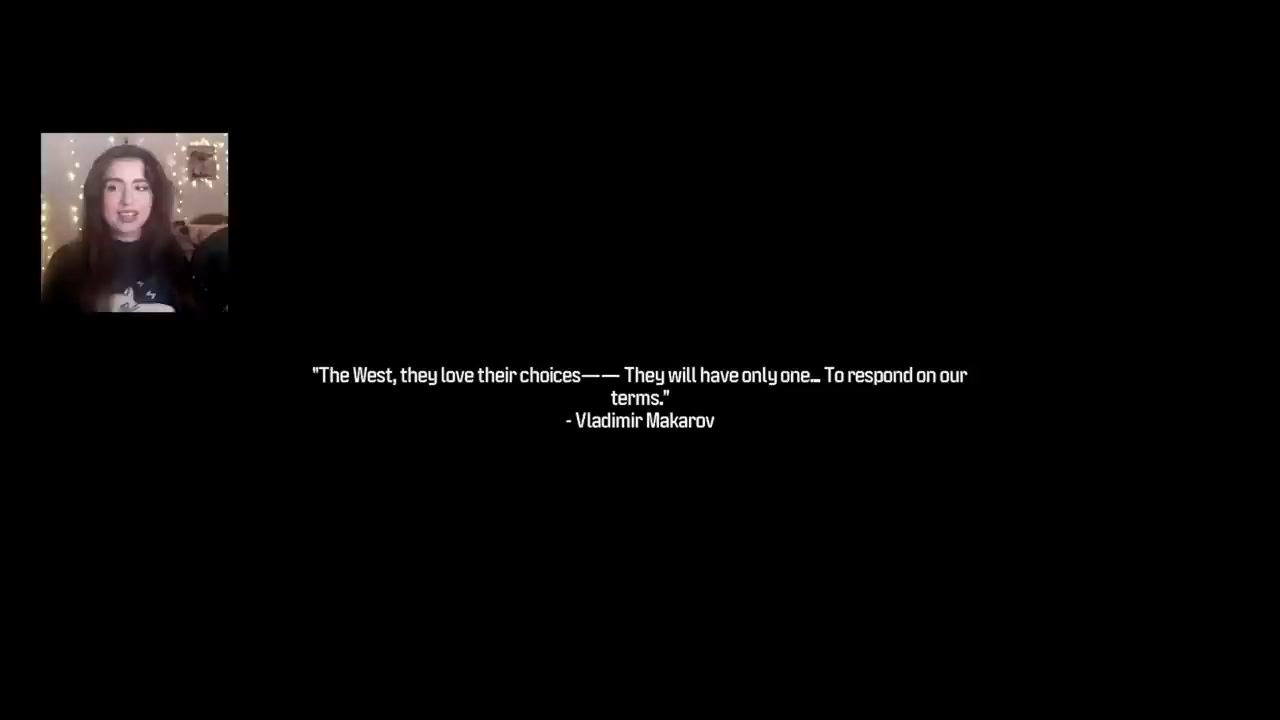 "The West, they love their choices—— They will have only one... To respond on our
terms."
- Vladimir Makarov